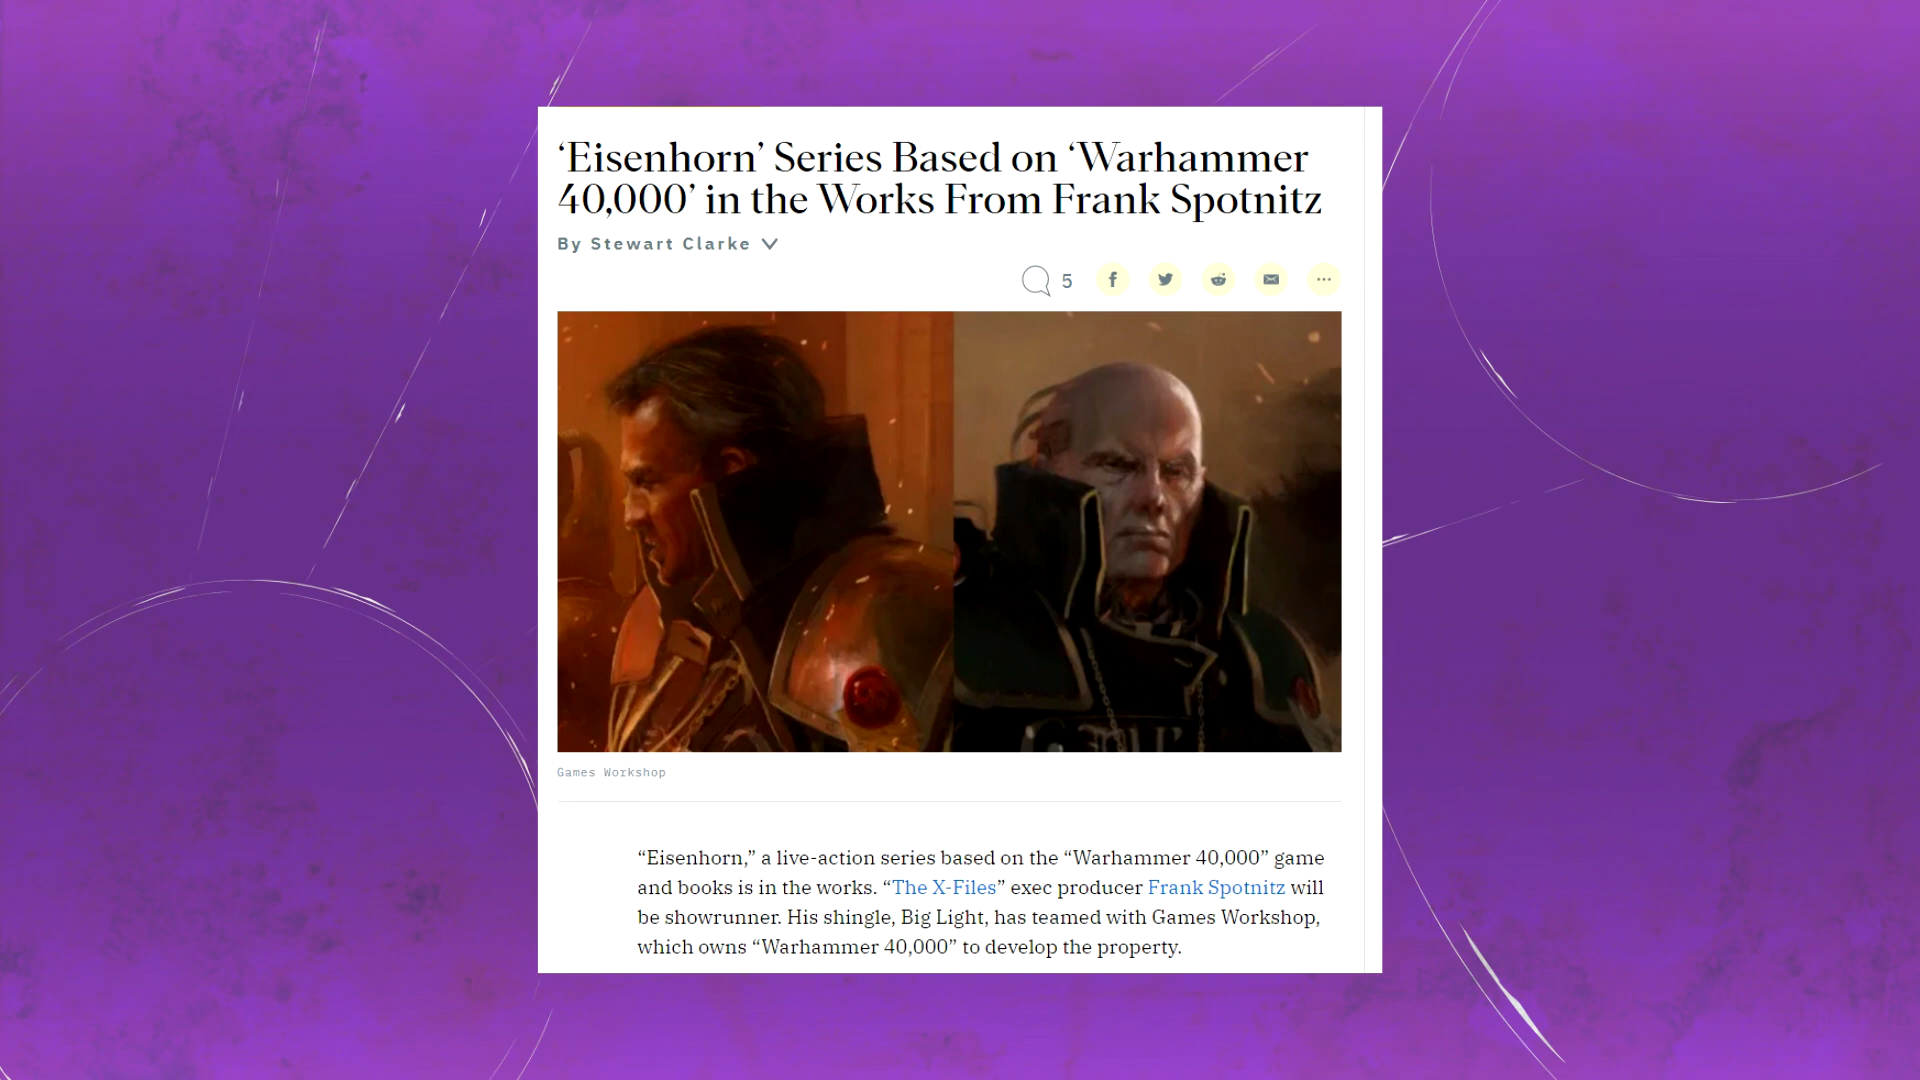 ‘Eisenhorn’ Series Based on ‘Warhammer
40,000’ in the Works From Frank Spotnitz
By Stewart Clarke
5
Games Workshop
“Eisenhorn,” a live-action series based on the “Warhammer 40,000” game
and books is in the works. “The X-Files” exec producer Frank Spotnitz will
be showrunner. His shingle, Big Light, has teamed with Games Workshop,
which owns “Warhammer 40,000” to develop the property.